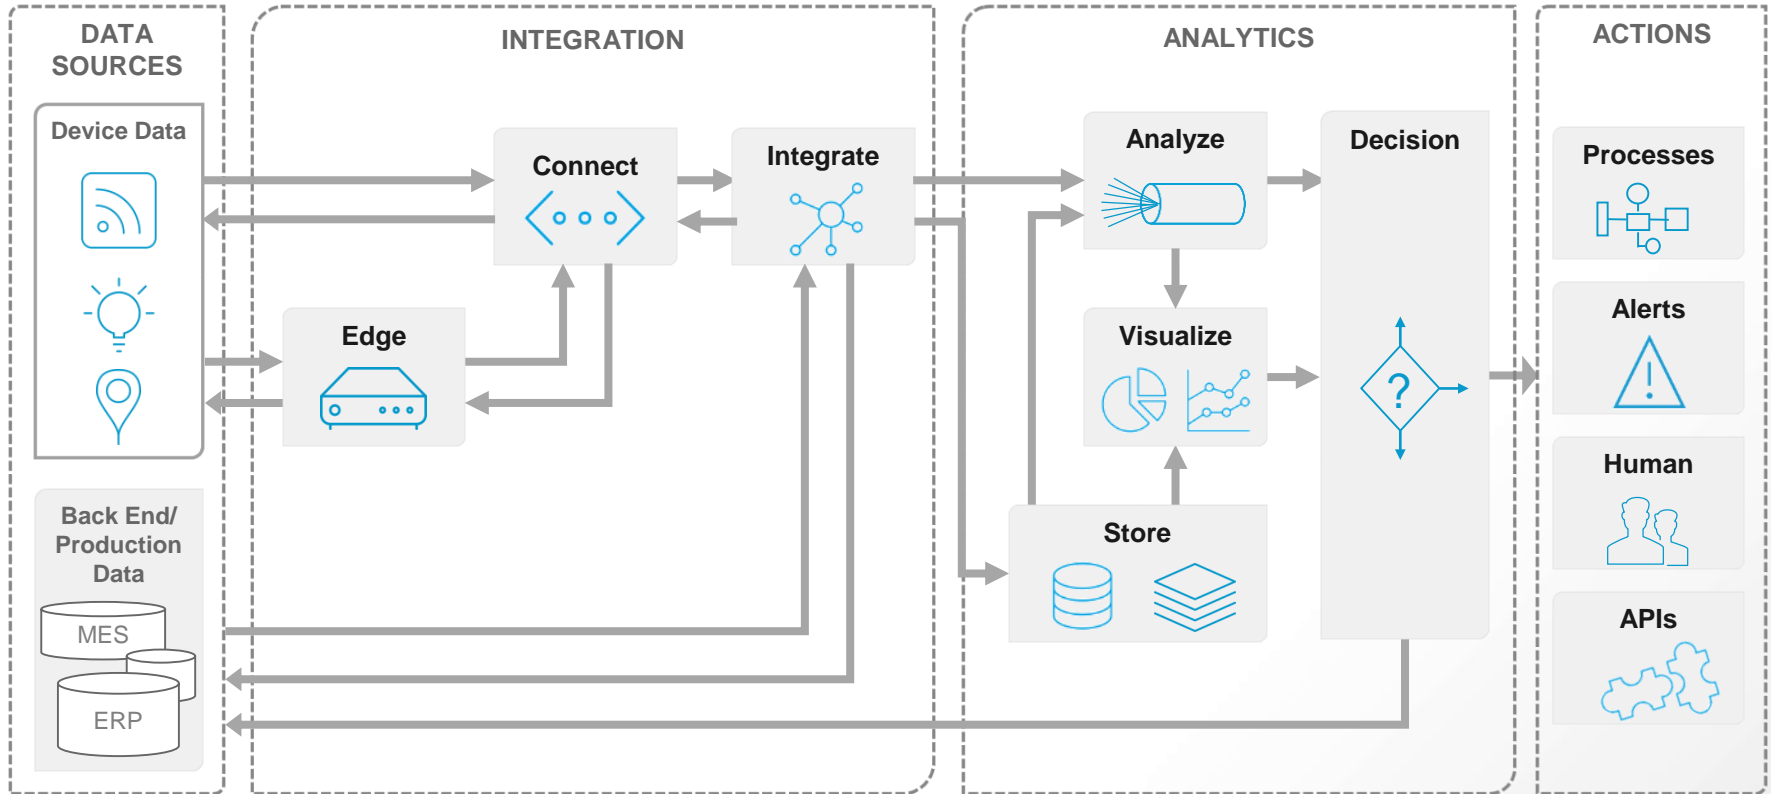 DATA
SOURCES
Device Data
Back End/
Production
Data
MES
ERP
INTEGRATION
Connect
Integrate
Edge
ANALYTICS
Analyze
Visualize
Store
Decision
?
ACTIONS
Processes
Alerts
!
Human
APIs